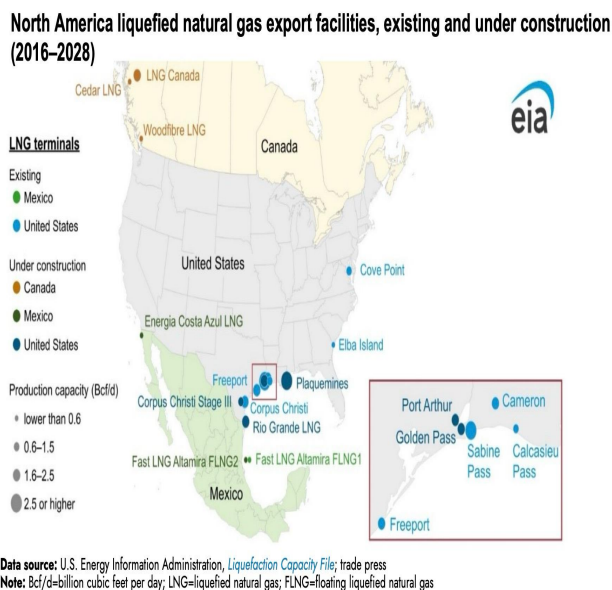 North America liquefied natural gas export facilities, existing and under construction
(2016–2028)
LNG Canada
Cedar LNG
Woodfibre LNG
eia
Canada
LNG terminals
Existing
Mexico
United States
Under construction
Canada
Mexico
United States
Production capacity (Bcf/d)
lower than 0.6
0.6–1.5
1.6–2.5
2.5 or higher
United States
Cove Point
Energia Costa Azul LNG
Elba Island
Freeport
Plaquemines
Corpus Christi Stage III
Corpus Christi
Rio Grande LNG
Fast LNG Altamira FLNG2
Fast LNG Altamira FLNG1
Mexico
Port Arthur
Cameron
Golden Pass
Sabine
Pass
Calcasieu
Pass
Freeport
Data source: U.S. Energy Information Administration, Liquefaction Capacity File; trade press
Note: Bcf/d=billion cubic feet per day; LNG=liquefied natural gas; FLNG=floating liquefied natural gas